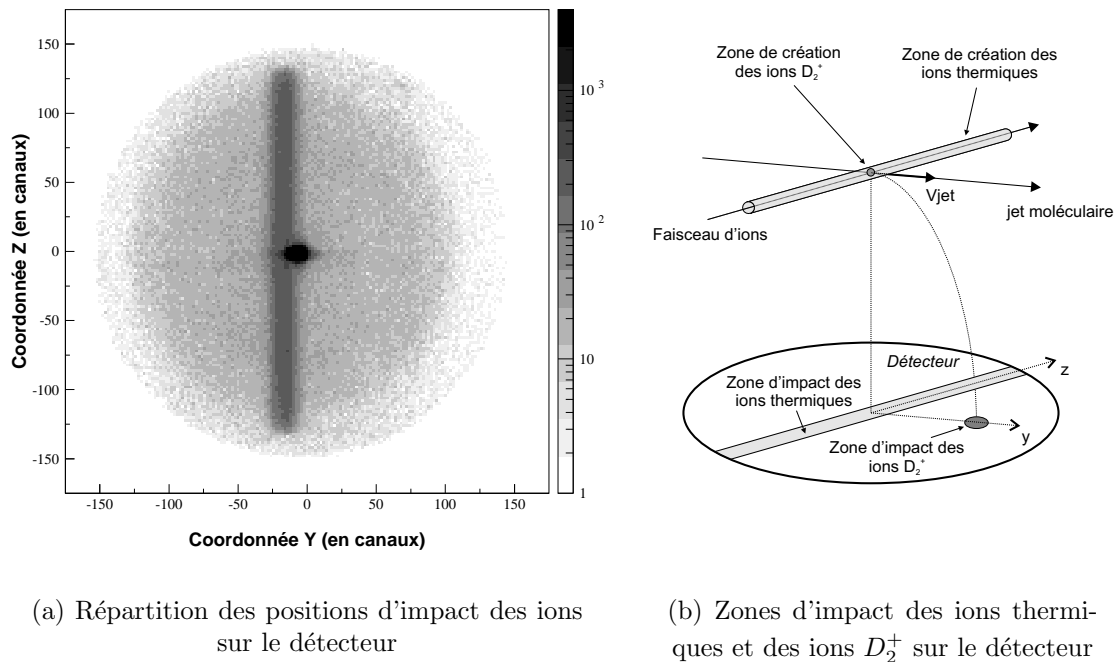 150
100
50
0
-50
-100
-150
-150
-100
-50
0
50
100
150
Coordonnée Z (en canaux)
Coordonnée Y (en canaux)
10³
10²
10
1
Zone de création
des ions D₂⁺
Zone de création des
ions thermiques
Vjet
jet moléculaire
Faisceau d'ions
Détecteur
z
Zone d'impact des
ions thermiques
y
Zone d'impact des
ions D₂⁺
(a) Répartition des positions d'impact des ions
sur le détecteur
(b) Zones d'impact des ions thermi-
ques et des ions D₂⁺ sur le détecteur